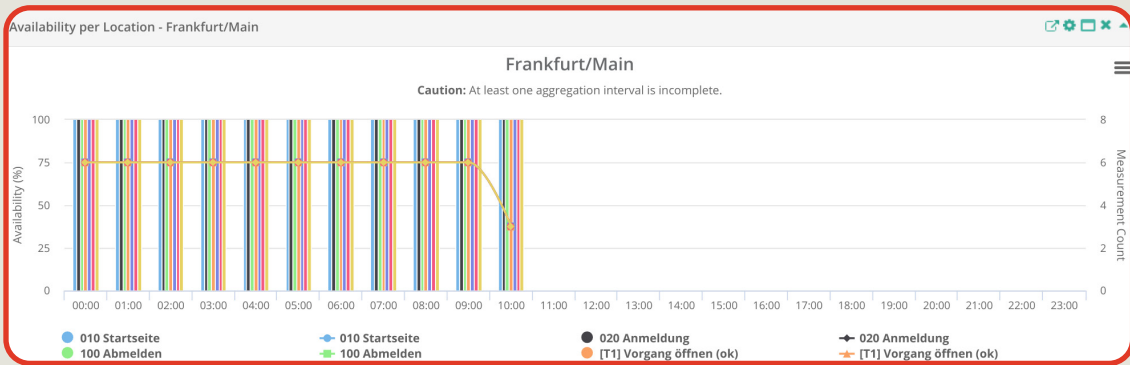 Availability per Location - Frankfurt/Main
Frankfurt/Main
Caution: At least one aggregation interval is incomplete.
100 8
75 6
50 4
25 2
0 0
Availability (%)
Measurement Count
00:00 01:00 02:00 03:00 04:00 05:00 06:00 07:00 08:00 09:00 10:00 11:00 12:00 13:00 14:00 15:00 16:00 17:00 18:00 19:00 20:00 21:00 22:00 23:00
010 Startseite 010 Startseite 020 Anmeldung 020 Anmeldung
100 Abmelden 100 Abmelden [T1] Vorgang öffnen (ok) [T1] Vorgang öffnen (ok)